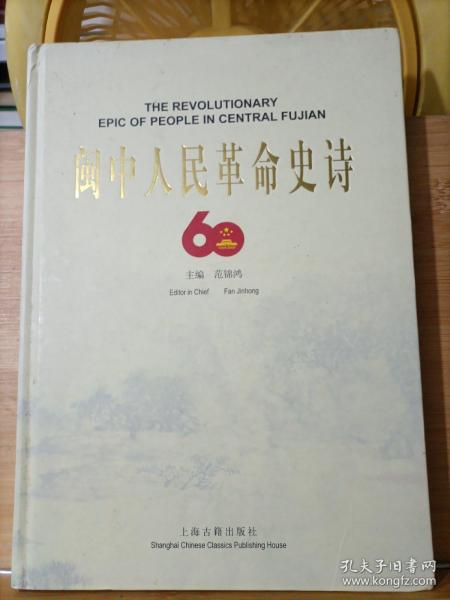 THE REVOLUTIONARY
EPIC OF PEOPLE IN CENTRAL FUJIAN
闽中人民革命史诗
60
主编 范锦鸿
Editor in Chief Fan Jinhong
上海古籍出版社
Shanghai Chinese Classics Publishing House
孔夫子旧书网
www.kongfz.com